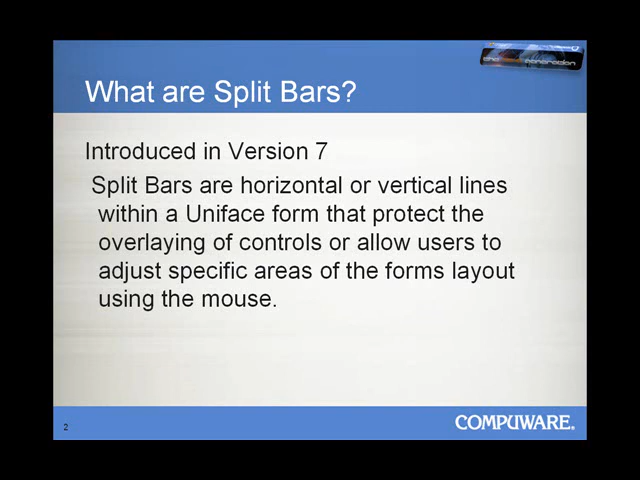 the generation
What are Split Bars?
Introduced in Version 7
Split Bars are horizontal or vertical lines
within a Uniface form that protect the
overlaying of controls or allow users to
adjust specific areas of the forms layout
using the mouse.
2
COMPUWARE.